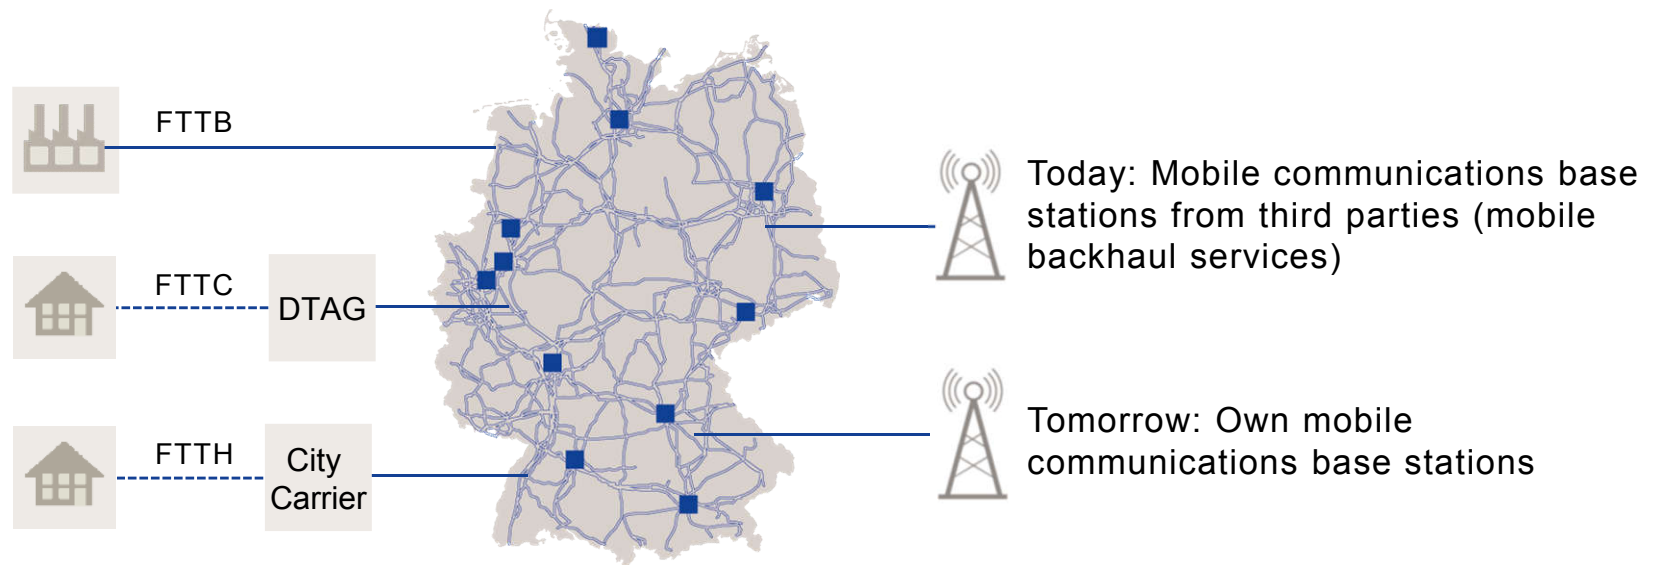 FTTB
FTTC
DTAG
FTTH
City
Carrier
Today: Mobile communications base
stations from third parties (mobile
backhaul services)
Tomorrow: Own mobile
communications base stations